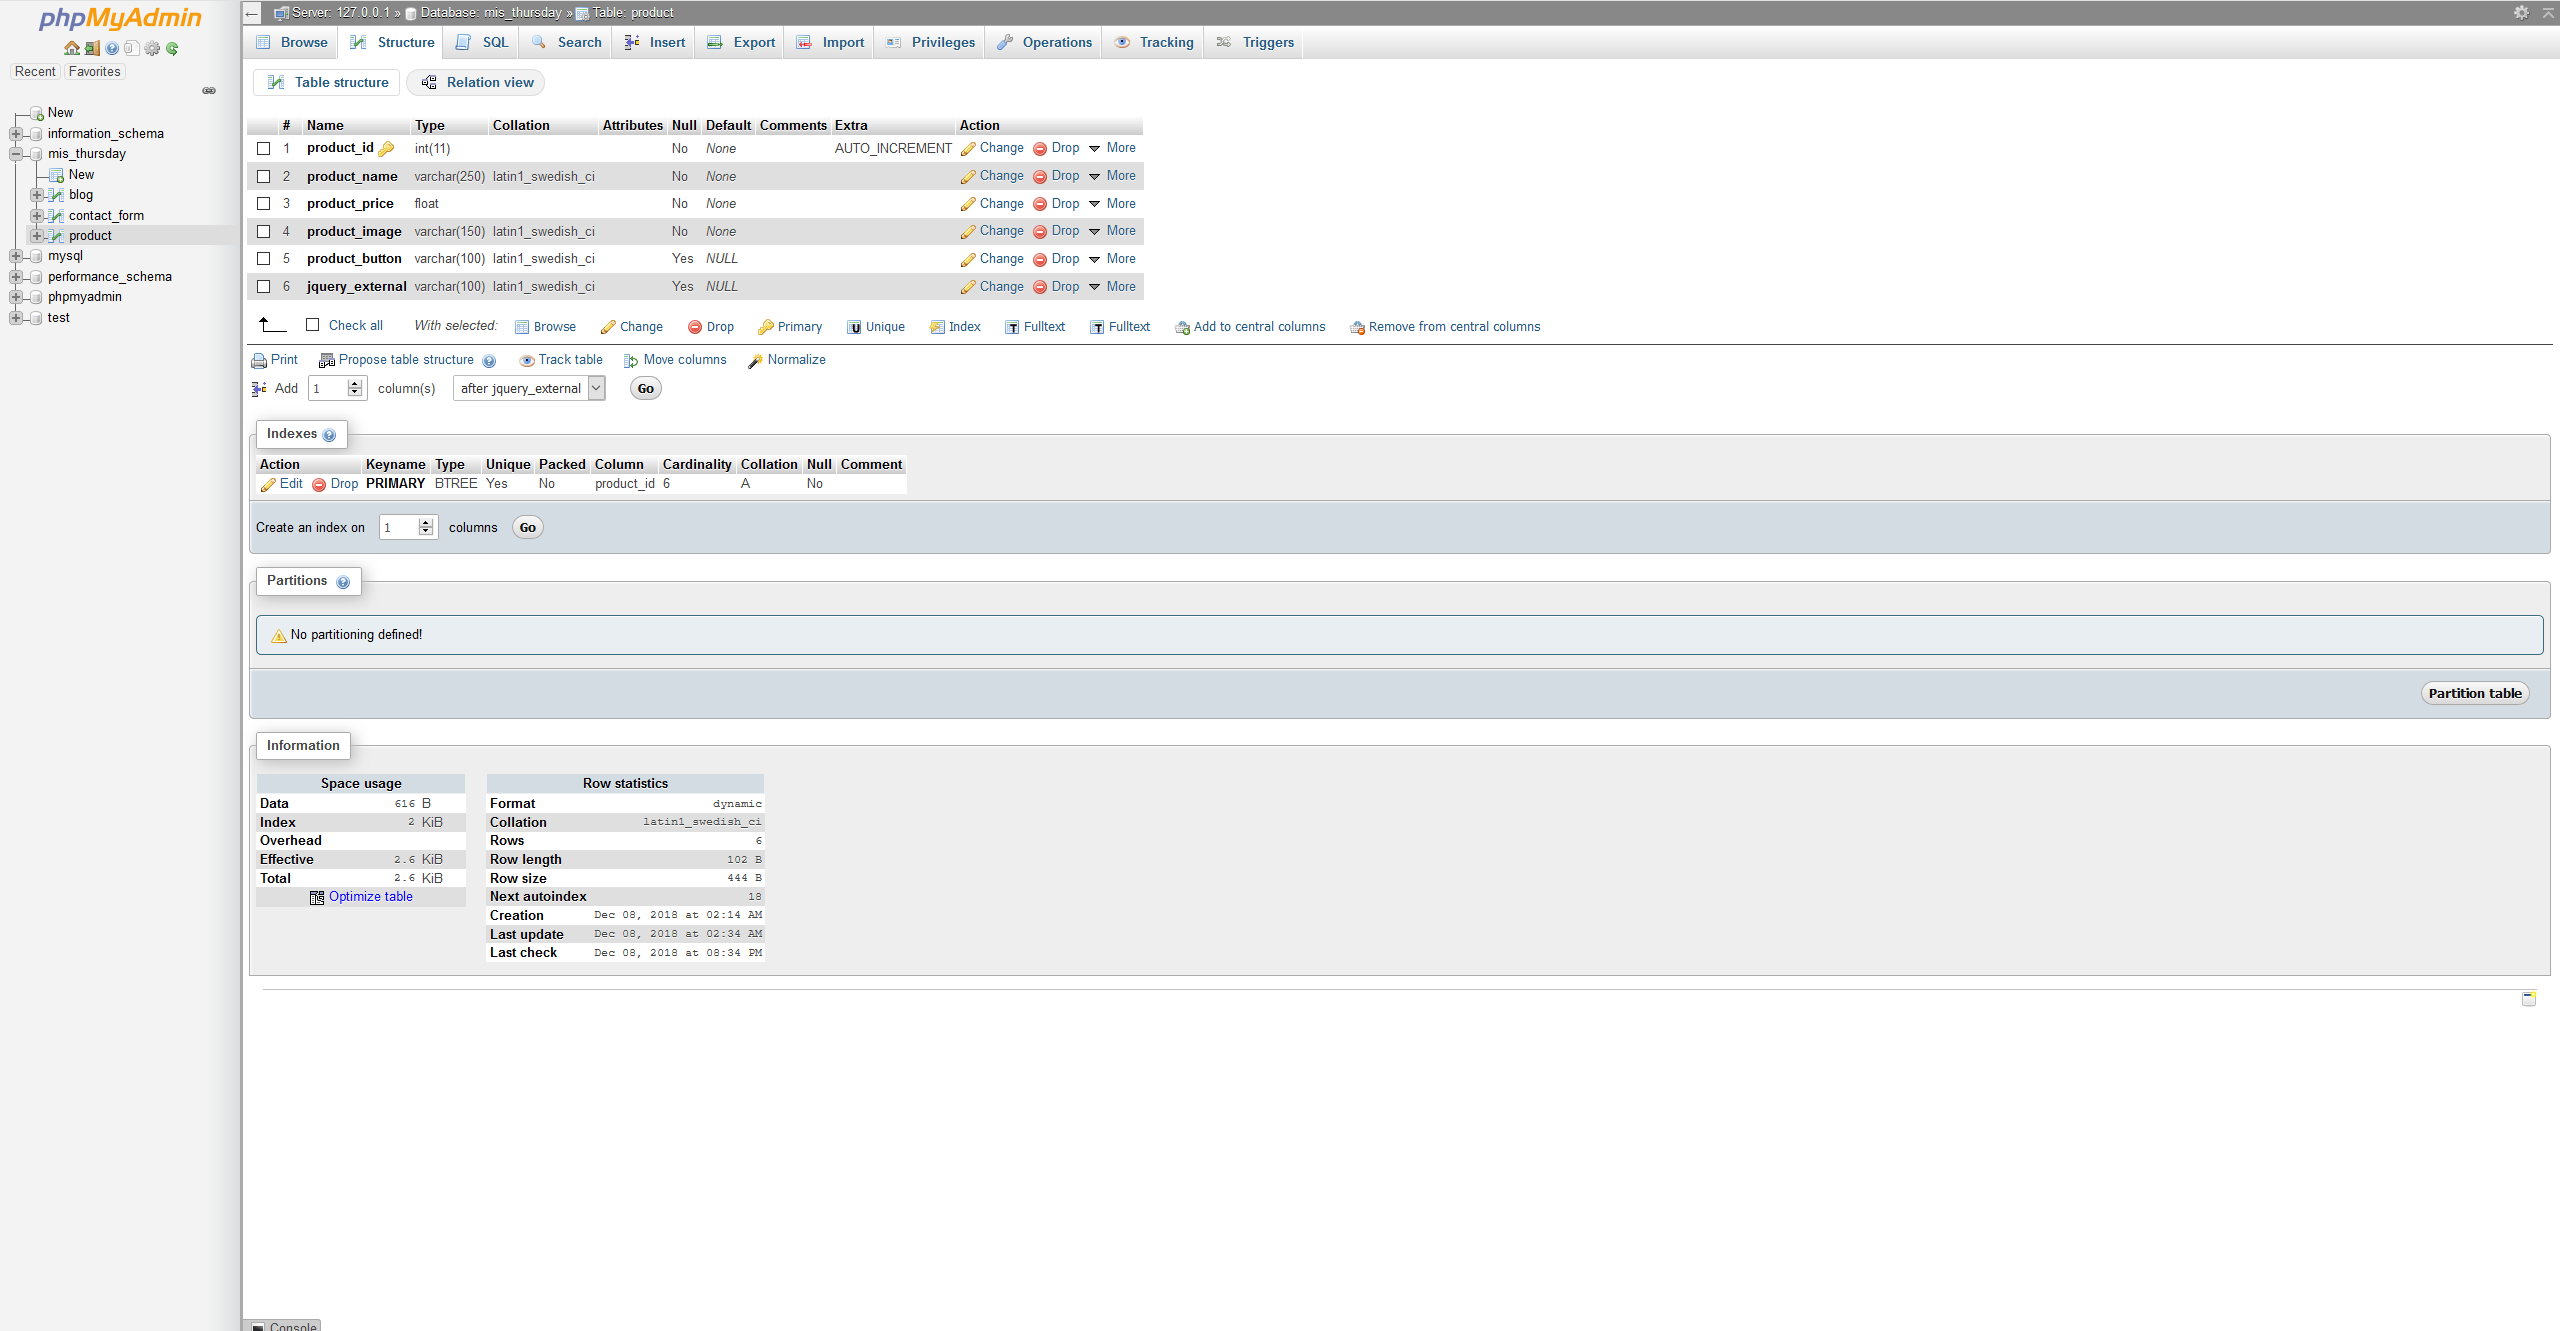 phpMyAdmin
Recent Favorites
New
information_schema
mis_thursday
New
blog
contact_form
product
mysql
performance_schema
phpmyadmin
test
Server: 127.0.0.1 » Database: mis_thursday » Table: product
Browse Structure SQL Search Insert Export Import Privileges Operations Tracking Triggers
Table structure Relation view
# Name Type Collation Attributes Null Default Comments Extra Action
1 product_id int(11) No None AUTO_INCREMENT Change Drop More
2 product_name varchar(250) latin1_swedish_ci No None Change Drop More
3 product_price float No None Change Drop More
4 product_image varchar(150) latin1_swedish_ci No None Change Drop More
5 product_button varchar(100) latin1_swedish_ci Yes NULL Change Drop More
6 jquery_external varchar(100) latin1_swedish_ci Yes NULL Change Drop More
Check all With selected: Browse Change Drop Primary Unique Index Fulltext Fulltext Add to central columns Remove from central columns
Print Propose table structure Track table Move columns Normalize
Add 1 column(s) after jquery_external Go
Indexes
Action Keyname Type Unique Packed Column Cardinality Collation Null Comment
Edit Drop PRIMARY BTREE Yes No product_id 6 A No
Create an index on 1 columns Go
Partitions
No partitioning defined!
Partition table
Information
Space usage
Data 616 B
Index 2 KiB
Overhead
Effective 2.6 KiB
Total 2.6 KiB
Optimize table
Row statistics
Format dynamic
Collation latin1_swedish_ci
Rows 6
Row length 102 B
Row size 444 B
Next autoindex 18
Creation Dec 08, 2018 at 02:14 AM
Last update Dec 08, 2018 at 02:34 AM
Last check Dec 08, 2018 at 08:34 PM
Console